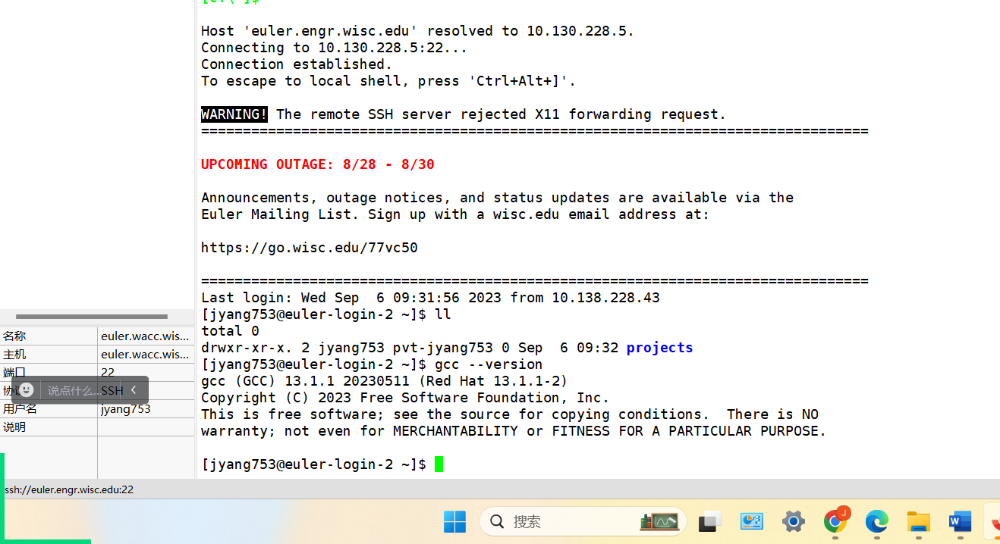 Host 'euler.engr.wisc.edu' resolved to 10.130.228.5.
Connecting to 10.130.228.5:22...
Connection established.
To escape to local shell, press 'Ctrl+Alt+]'.
WARNING! The remote SSH server rejected X11 forwarding request.
================================================================================
UPCOMING OUTAGE: 8/28 - 8/30
Announcements, outage notices, and status updates are available via the
Euler Mailing List. Sign up with a wisc.edu email address at:
https://go.wisc.edu/77vc50
================================================================================
Last login: Wed Sep  6 09:31:56 2023 from 10.138.228.43
[jyang753@euler-login-2 ~]$ ll
total 0
drwxr-xr-x. 2 jyang753 pvt-jyang753 0 Sep  6 09:32 projects
[jyang753@euler-login-2 ~]$ gcc --version
gcc (GCC) 13.1.1 20230511 (Red Hat 13.1.1-2)
Copyright (C) 2023 Free Software Foundation, Inc.
This is free software; see the source for copying conditions.  There is NO
warranty; not even for MERCHANTABILITY or FITNESS FOR A PARTICULAR PURPOSE.
[jyang753@euler-login-2 ~]$
名称 euler.wacc.wis...
主机 euler.wacc.wis...
端口 22
说点什么... SSH
用户名 jyang753
说明
ssh://euler.engr.wisc.edu:22
搜索
J
W